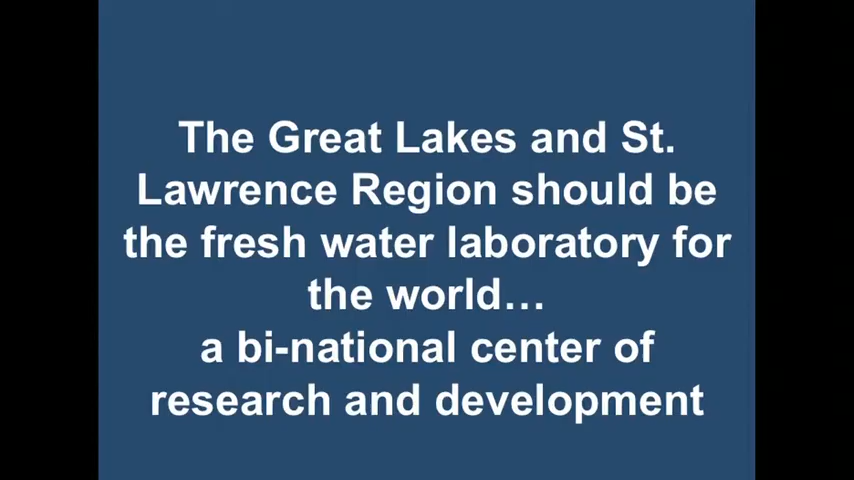 The Great Lakes and St.
Lawrence Region should be
the fresh water laboratory for
the world…
a bi-national center of
research and development